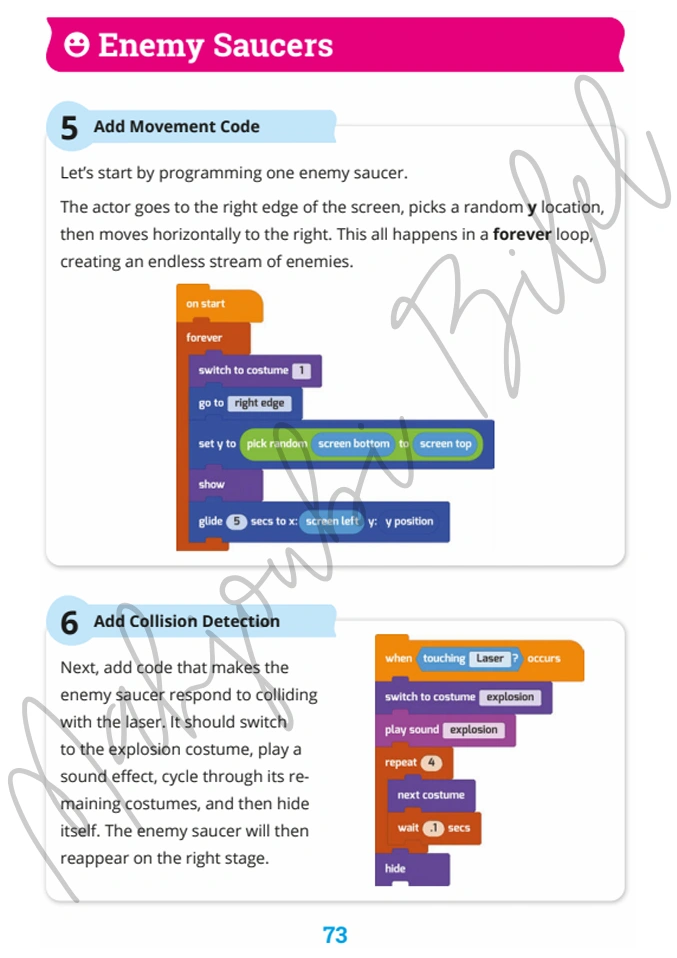 Enemy Saucers
5 Add Movement Code
Let's start by programming one enemy saucer.
The actor goes to the right edge of the screen, picks a random y location,
then moves horizontally to the right. This all happens in a forever loop,
creating an endless stream of enemies.
on start
forever
switch to costume 1
go to right edge
set y to pick random screen bottom to screen top
show
glide 5 secs to x: screen left y: y position
6 Add Collision Detection
Next, add code that makes the
enemy saucer respond to colliding
with the laser. It should switch
to the explosion costume, play a
sound effect, cycle through its re-
maining costumes, and then hide
itself. The enemy saucer will then
reappear on the right stage.
when touching Laser ? occurs
switch to costume explosion
play sound explosion
repeat 4
next costume
wait .1 secs
hide
73